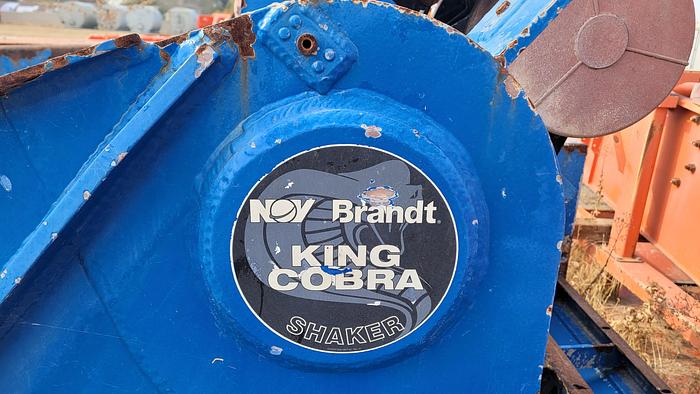 NOV Brandt®
KING
COBRA
SHAKER